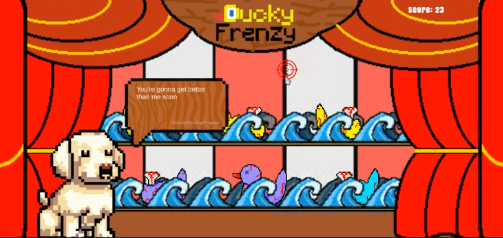 Ducky
Frenzy
Score: 23
You're gonna get better
than me soon